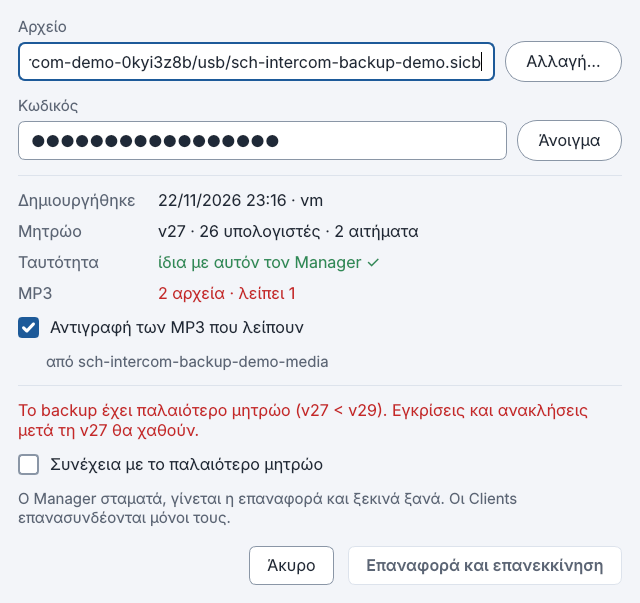 Αρχείο
com-demo-0kyi3z8b/usb/sch-intercom-backup-demo.sicb
Αλλαγή...
Κωδικός
●●●●●●●●●●●●●●●●●
Άνοιγμα
Δημιουργήθηκε 22/11/2026 23:16 · vm
Μητρώο v27 · 26 υπολογιστές · 2 αιτήματα
Ταυτότητα ίδια με αυτόν τον Manager ✓
MP3 2 αρχεία · λείπει 1
Αντιγραφή των MP3 που λείπουν
από sch-intercom-backup-demo-media
Το backup έχει παλαιότερο μητρώο (v27 < v29). Εγκρίσεις και ανακλήσεις
μετά τη v27 θα χαθούν.
Συνέχεια με το παλαιότερο μητρώο
Ο Manager σταματά, γίνεται η επαναφορά και ξεκινά ξανά. Οι Clients
επανασυνδέονται μόνοι τους.
Άκυρο
Επαναφορά και επανεκκίνηση